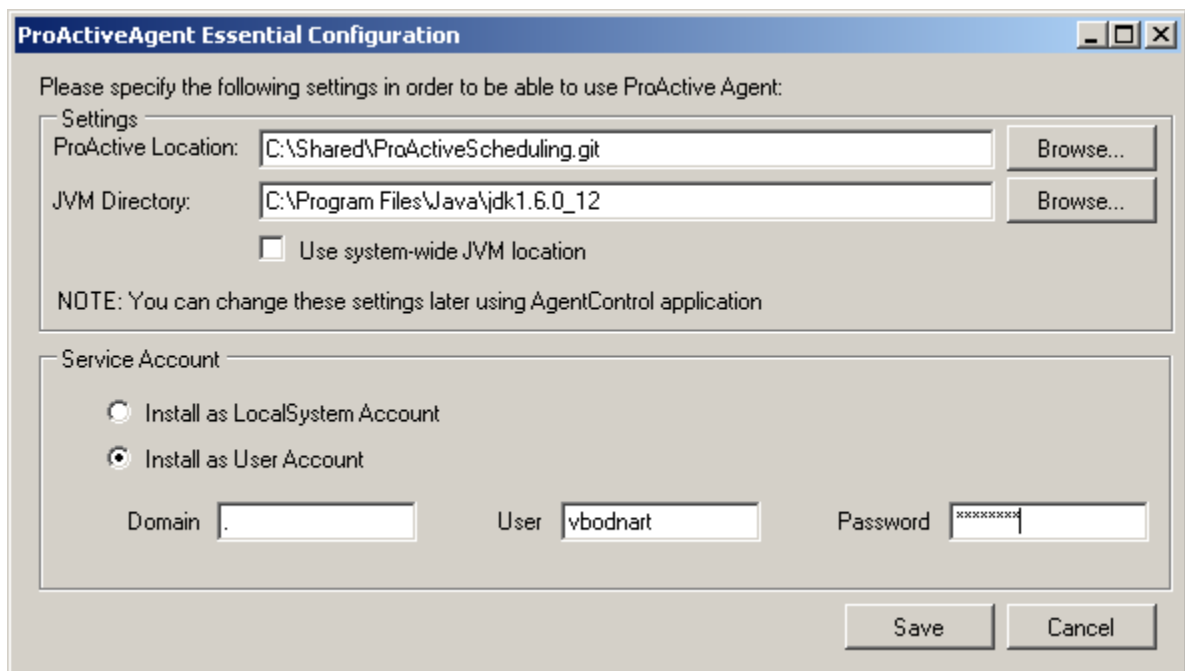 ProActiveAgent Essential Configuration
Please specify the following settings in order to be able to use ProActive Agent:
Settings
ProActive Location: C:\Shared\ProActiveScheduling.git Browse...
JVM Directory: C:\Program Files\Java\jdk1.6.0_12 Browse...
Use system-wide JVM location
NOTE: You can change these settings later using AgentControl application
Service Account
Install as LocalSystem Account
Install as User Account
Domain . User vbodnart Password ********
Save Cancel